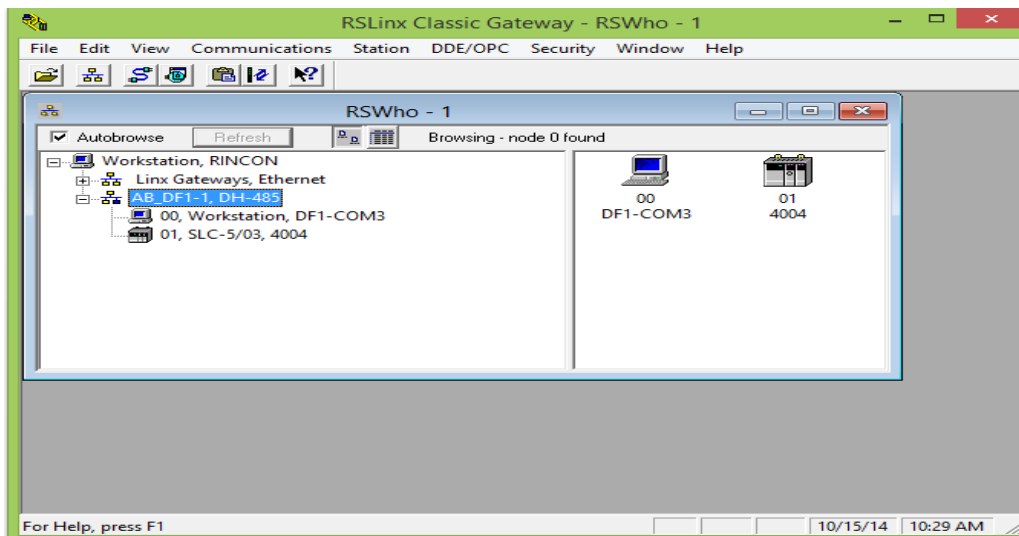 RSLinx Classic Gateway - RSWho - 1
File Edit View Communications Station DDE/OPC Security Window Help
RSWho - 1
Autobrowse Refresh Browsing - node 0 found
Workstation, RINCON
Linx Gateways, Ethernet
AB_DF1-1, DH-485
00, Workstation, DF1-COM3
01, SLC-5/03, 4004
00
DF1-COM3
01
4004
For Help, press F1
10/15/14 10:29 AM